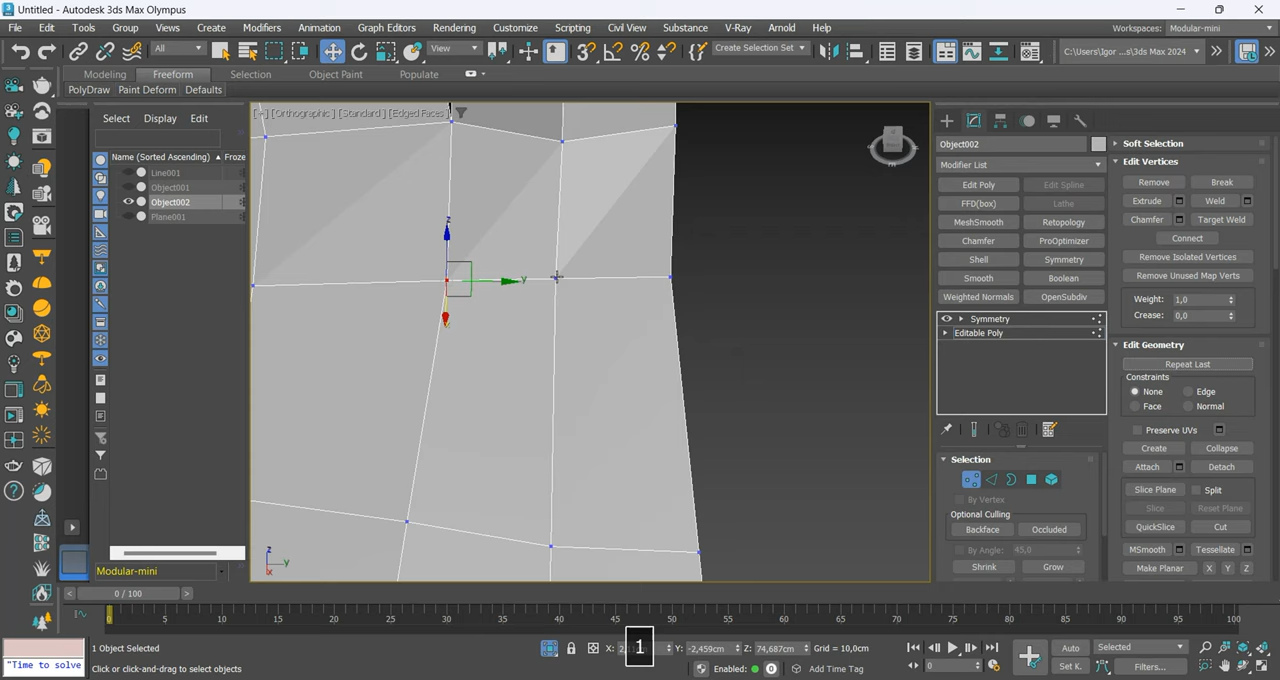 Untitled - Autodesk 3ds Max Olympus
File Edit Tools Group Views Create Modifiers Animation Graph Editors Rendering Customize Scripting Civil View Substance V-Ray Arnold Help
Workspaces: Modular-mini
All View Create Selection Set C:\Users\Igor ...s\3ds Max 2024
Modeling Freeform Selection Object Paint Populate
PolyDraw Paint Deform Defaults
Select Display Edit
Name (Sorted Ascending) Froze
Line001
Object001
Object002
Plane001
Modular-mini
[+] [Orthographic] [Standard] [Edged Faces]
z
y
z
y
x
Object002
Modifier List
Edit Poly Edit Spline
FFD(box) Lathe
MeshSmooth Retopology
Chamfer ProOptimizer
Shell Symmetry
Smooth Boolean
Weighted Normals OpenSubdiv
Symmetry
Editable Poly
Selection
By Vertex
Optional Culling
Backface Occluded
By Angle: 45,0
Shrink Grow
Soft Selection
Edit Vertices
Remove Break
Extrude Weld
Chamfer Target Weld
Connect
Remove Isolated Vertices
Remove Unused Map Verts
Weight: 1,0
Crease: 0,0
Edit Geometry
Repeat Last
Constraints
None Edge
Face Normal
Preserve UVs
Create Collapse
Attach Detach
Slice Plane Split
Slice Reset Plane
QuickSlice Cut
MSmooth Tessellate
Make Planar X Y Z
0 / 100
0 5 10 15 20 25 30 35 40 45 50 55 60 65 70 75 80 85 90 95 100
1 Object Selected
Click or click-and-drag to select objects
"Time to solve
1
X: Y: -2,459cm Z: 74,687cm Grid = 10,0cm
Enabled: 0 Add Time Tag
Auto Selected
Set K. Filters...
0